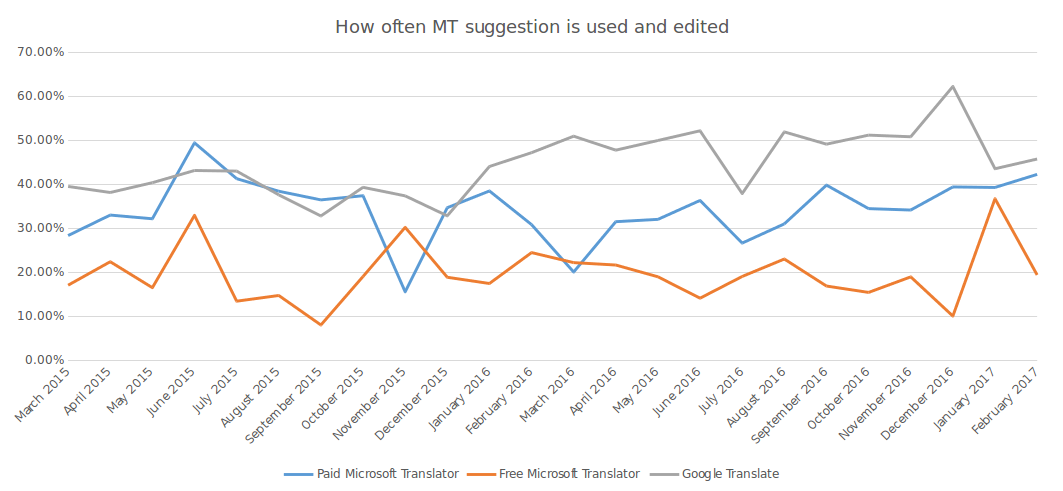 How often MT suggestion is used and edited
70.00%
60.00%
50.00%
40.00%
30.00%
20.00%
10.00%
0.00%
March 2015
April 2015
May 2015
June 2015
July 2015
August 2015
September 2015
October 2015
November 2015
December 2015
January 2016
February 2016
March 2016
April 2016
May 2016
June 2016
July 2016
August 2016
September 2016
October 2016
November 2016
December 2016
January 2017
February 2017
Paid Microsoft Translator
Free Microsoft Translator
Google Translate